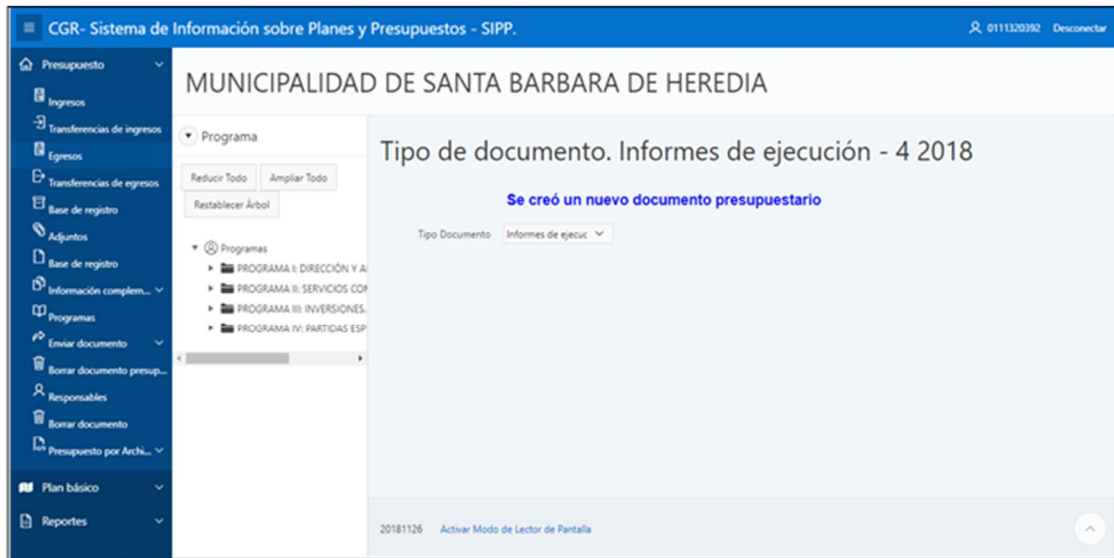 CGR- Sistema de Información sobre Planes y Presupuestos - SIPP.
0111320392 Desconectar
Presupuesto
Ingresos
Transferencias de ingresos
Egresos
Transferencias de egresos
Base de registro
Adjuntos
Base de registro
Información complem...
Programas
Enviar documento
Borrar documento presup...
Responsables
Borrar documento
Presupuesto por Archi...
Plan básico
Reportes
MUNICIPALIDAD DE SANTA BARBARA DE HEREDIA
Programa
Reducir Todo Ampliar Todo
Restablecer Árbol
Programas
PROGRAMA I: DIRECCIÓN Y
PROGRAMA II: SERVICIOS
PROGRAMA III: INVERSIONES.
PROGRAMA IV: PARTIDAS ESP
Tipo de documento. Informes de ejecución - 4 2018
Se creó un nuevo documento presupuestario
Tipo Documento Informes de ejecuc
20181126 Activar Modo de Lector de Pantalla